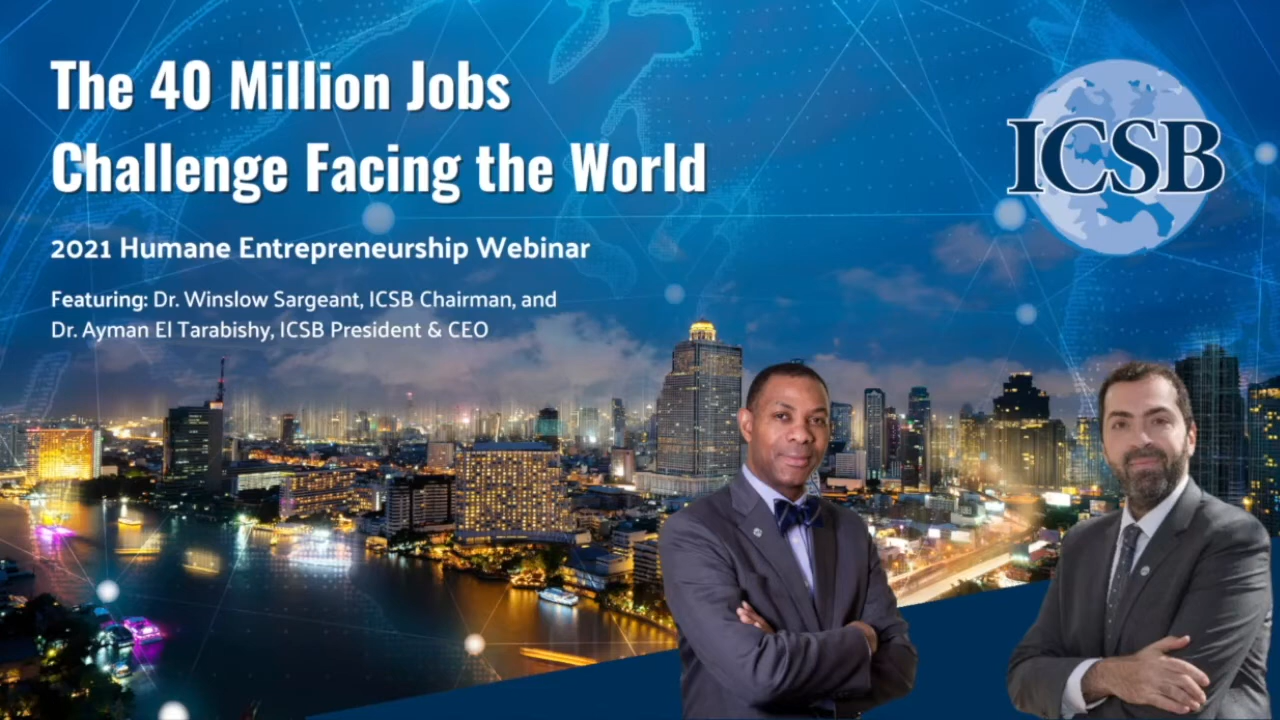 The 40 Million Jobs
Challenge Facing the World
2021 Humane Entrepreneurship Webinar
Featuring: Dr. Winslow Sargeant, ICSB Chairman, and
Dr. Ayman El Tarabishy, ICSB President & CEO
ICSB